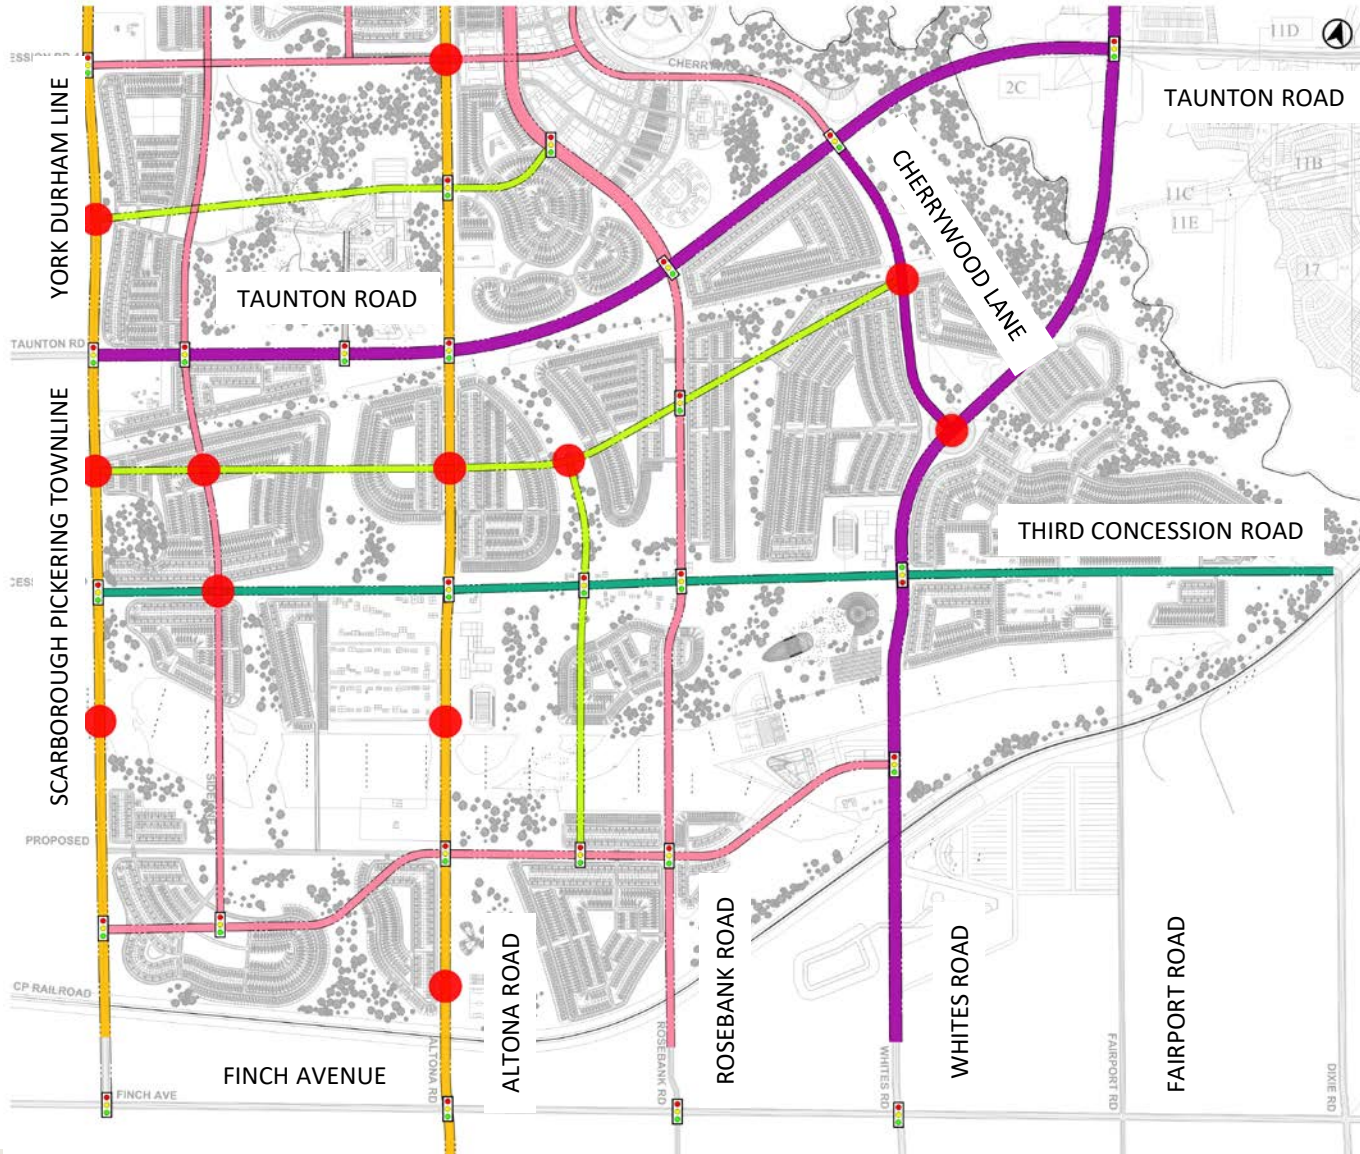 11D
CHERRY
2C
TAUNTON ROAD
YORK DURHAM LINE
11B
CHERRYWOOD LANE
11C
11E
17
TAUNTON ROAD
TAUNTON RD
SCARBOROUGH PICKERING TOWNLINE
THIRD CONCESSION ROAD
PROPOSED
ALTONA ROAD
ROSEBANK ROAD
WHITES ROAD
FAIRPORT ROAD
CP RAILROAD
FINCH AVENUE
ALTONA RD
ROSEBANK RD
WHITES RD
FAIRPORT RD
DIXIE RD
FINCH AVE